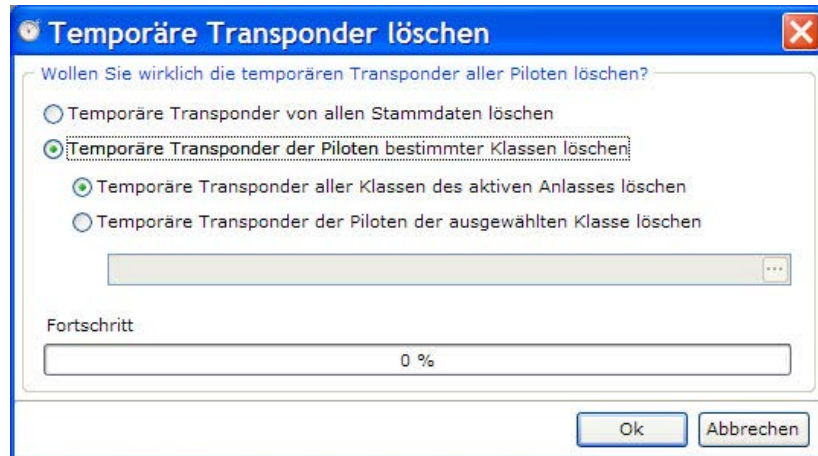 Temporäre Transponder löschen
Wollen Sie wirklich die temporären Transponder aller Piloten löschen?
Temporäre Transponder von allen Stammdaten löschen
Temporäre Transponder der Piloten bestimmter Klassen löschen
Temporäre Transponder aller Klassen des aktiven Anlasses löschen
Temporäre Transponder der Piloten der ausgewählten Klasse löschen
...
Fortschritt
0 %
Ok
Abbrechen